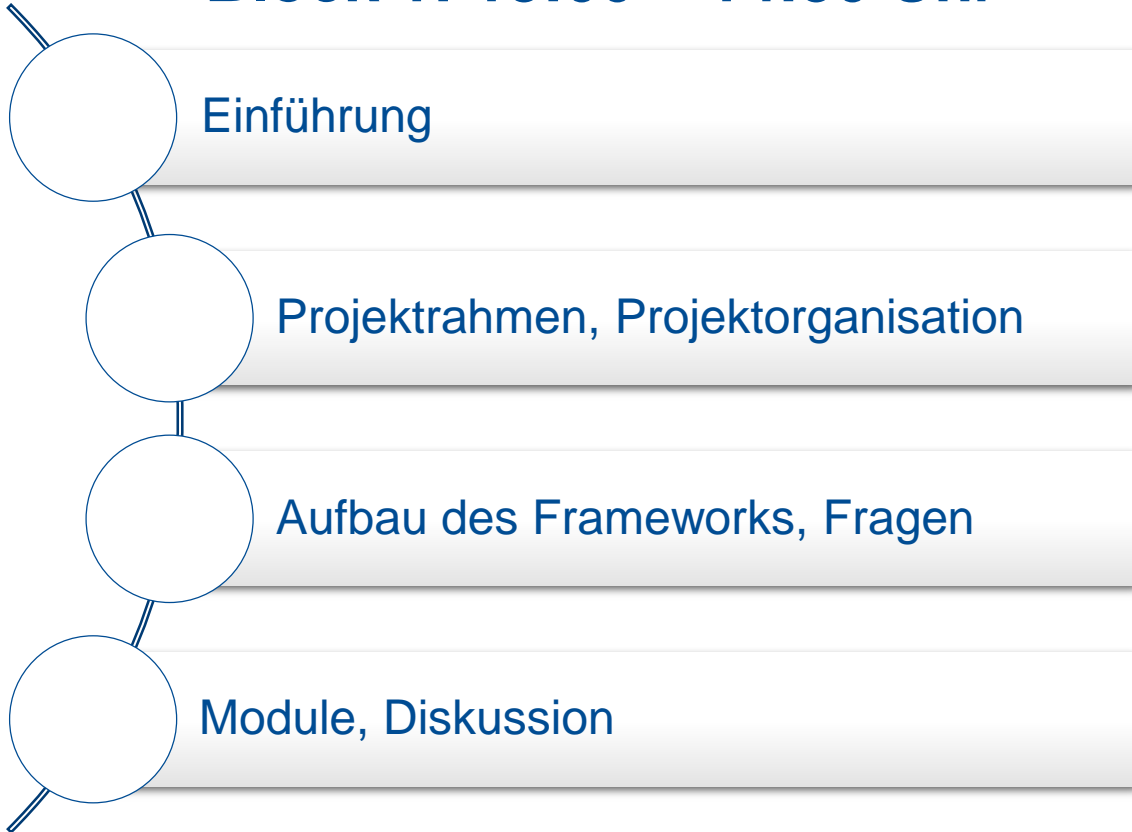 Einführung
Projektrahmen, Projektorganisation
Aufbau des Frameworks, Fragen
Module, Diskussion